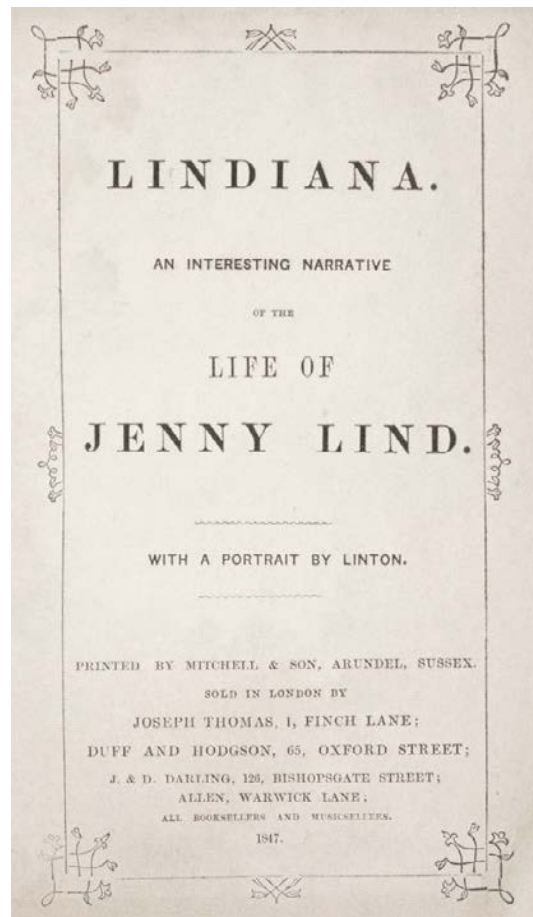 LINDIANA.
AN INTERESTING NARRATIVE
OF THE
LIFE OF
JENNY LIND.
WITH A PORTRAIT BY LINTON.
PRINTED BY MITCHELL & SON, ARUNDEL, SUSSEX.
SOLD IN LONDON BY
JOSEPH THOMAS, 1, FINCH LANE;
DUFF AND HODGSON, 65, OXFORD STREET;
J. & D. DARLING, 126, BISHOPSGATE STREET;
ALLEN, WARWICK LANE;
ALL BOOKSELLERS AND MUSICSELLERS.
1847.